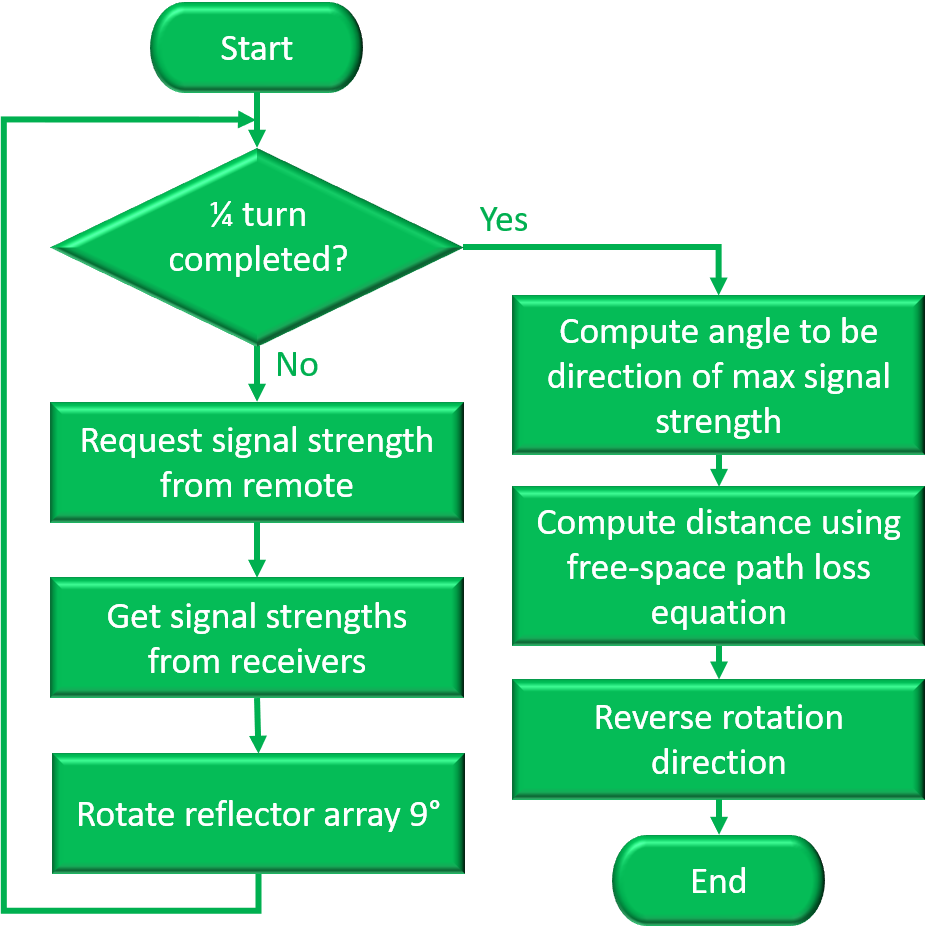 Start
¼ turn
completed?
Yes
No
Request signal strength
from remote
Get signal strengths
from receivers
Rotate reflector array 9°
Compute angle to be
direction of max signal
strength
Compute distance using
free-space path loss
equation
Reverse rotation
direction
End